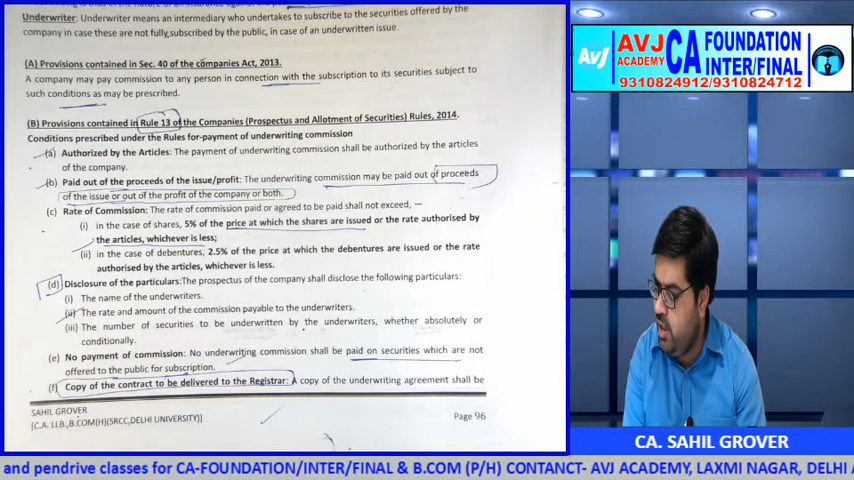 Underwriter: Underwriter means an intermediary who undertakes to subscribe to the securities offered by the
company in case these are not fully subscribed by the public, in case of an underwritten issue.
(A) Provisions contained in Sec. 40 of the companies Act, 2013.
A company may pay commission to any person in connection with the subscription to its securities subject to
such conditions as may be prescribed.
(B) Provisions contained in Rule 13 of the Companies (Prospectus and Allotment of Securities) Rules, 2014.
Conditions prescribed under the Rules for-payment of underwriting commission
(a) Authorized by the Articles: The payment of underwriting commission shall be authorized by the articles
of the company.
(b) Paid out of the proceeds of the issue/profit: The underwriting commission may be paid out of proceeds
of the issue or out of the profit of the company or both.
(c) Rate of Commission: The rate of commission paid or agreed to be paid shall not exceed, —
(i) in the case of shares, 5% of the price at which the shares are issued or the rate authorised by
the articles, whichever is less;
(ii) in the case of debentures, 2.5% of the price at which the debentures are issued or the rate
authorised by the articles, whichever is less.
(d) Disclosure of the particulars:The prospectus of the company shall disclose the following particulars:
(i) The name of the underwriters.
(ii) The rate and amount of the commission payable to the underwriters.
(iii) The number of securities to be underwritten by the underwriters, whether absolutely or
conditionally.
(e) No payment of commission: No underwriting commission shall be paid on securities which are not
offered to the public for subscription.
(f) Copy of the contract to be delivered to the Registrar: A copy of the underwriting agreement shall be
SAHIL GROVER
[C.A. LLB.,B.COM(H)(SRCC,DELHI UNIVERSITY)]
Page 96
AVJ
AVJ
ACADEMY
CA
FOUNDATION
INTER/FINAL
9310824912/9310824712
CA. SAHIL GROVER
and pendrive classes for CA-FOUNDATION/INTER/FINAL & B.COM (P/H) CONTANCT- AVJ ACADEMY, LAXMI NAGAR, DELHI